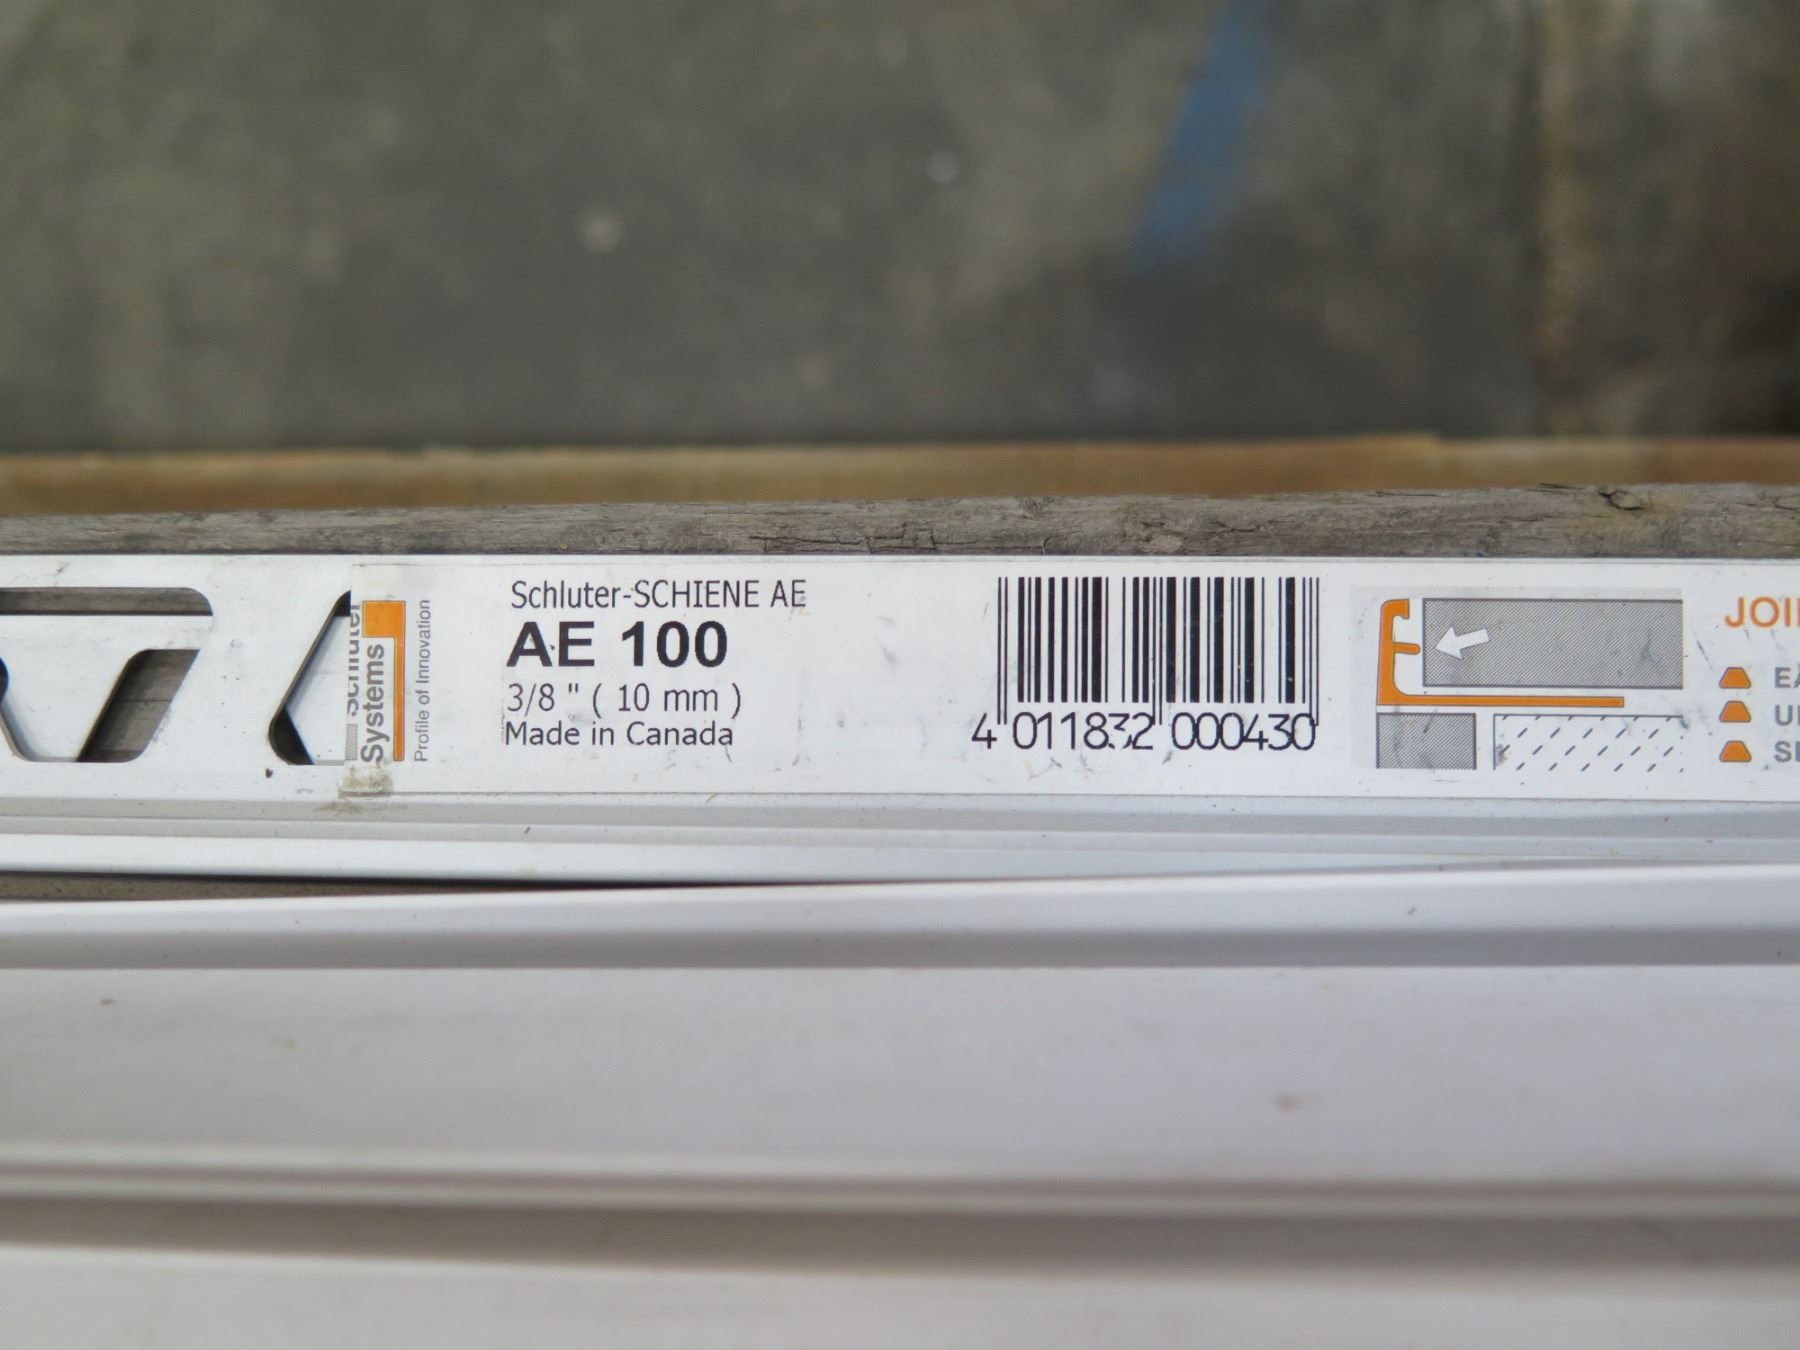 Schluter
Systems
Profile of Innovation
Schluter-SCHIENE AE
AE 100
3/8 " ( 10 mm )
Made in Canada
4 011832 000430